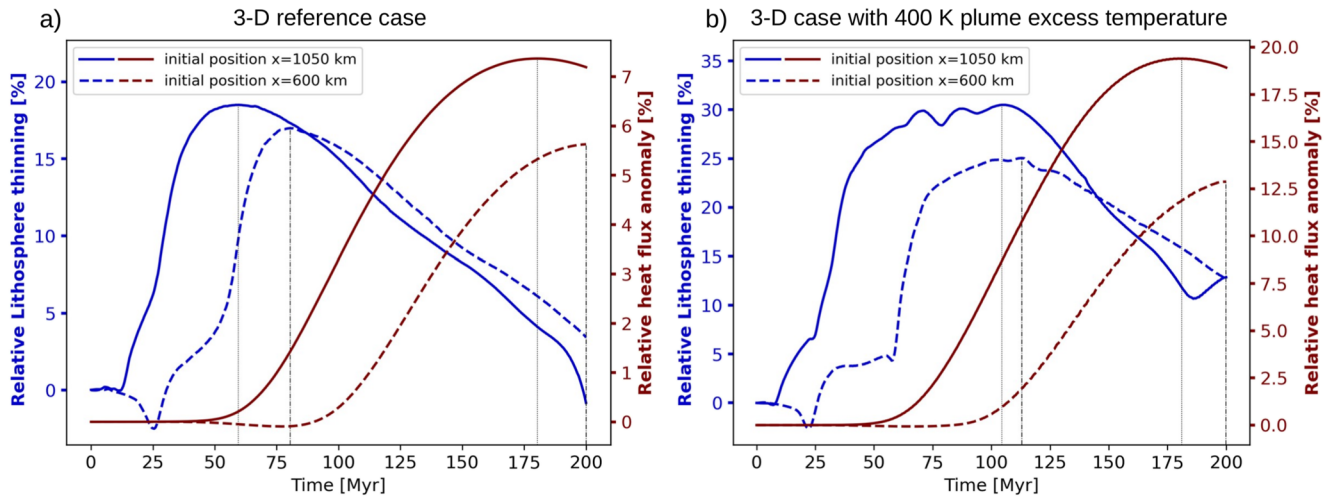 a)
3-D reference case
initial position x=1050 km
initial position x=600 km
Relative Lithosphere thinning [%]
20
15
10
5
0
7
6
5
4
3
2
1
0
Relative heat flux anomaly [%]
0 25 50 75 100 125 150 175 200
Time [Myr]
b)
3-D case with 400 K plume excess temperature
initial position x=1050 km
initial position x=600 km
Relative Lithosphere thinning [%]
35
30
25
20
15
10
5
0
20.0
17.5
15.0
12.5
10.0
7.5
5.0
2.5
0.0
Relative heat flux anomaly [%]
0 25 50 75 100 125 150 175 200
Time [Myr]